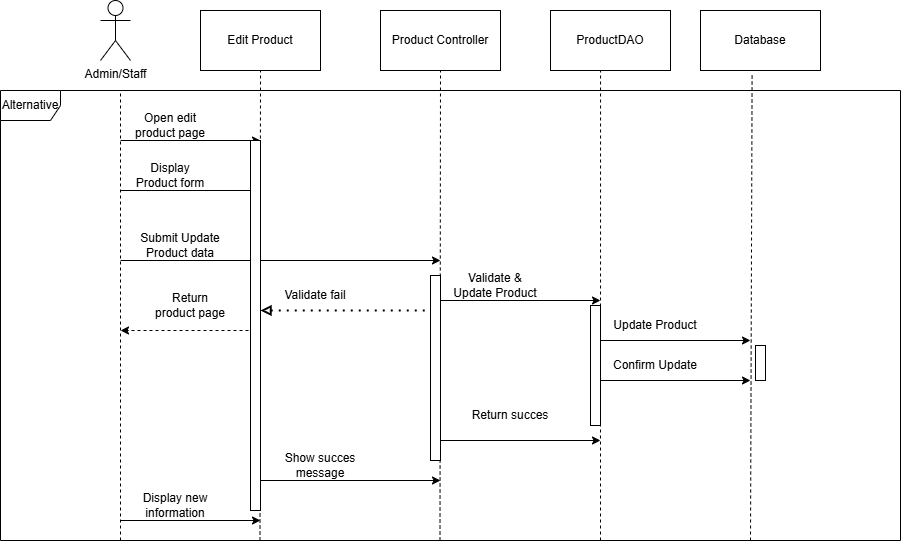 Edit Product
Product Controller
ProductDAO
Database
Admin/Staff
Alternative
Open edit
product page
Display
Product form
Submit Update
Product data
Validate &
Update Product
Validate fail
Return
product page
Update Product
Confirm Update
Return succes
Show succes
message
Display new
information